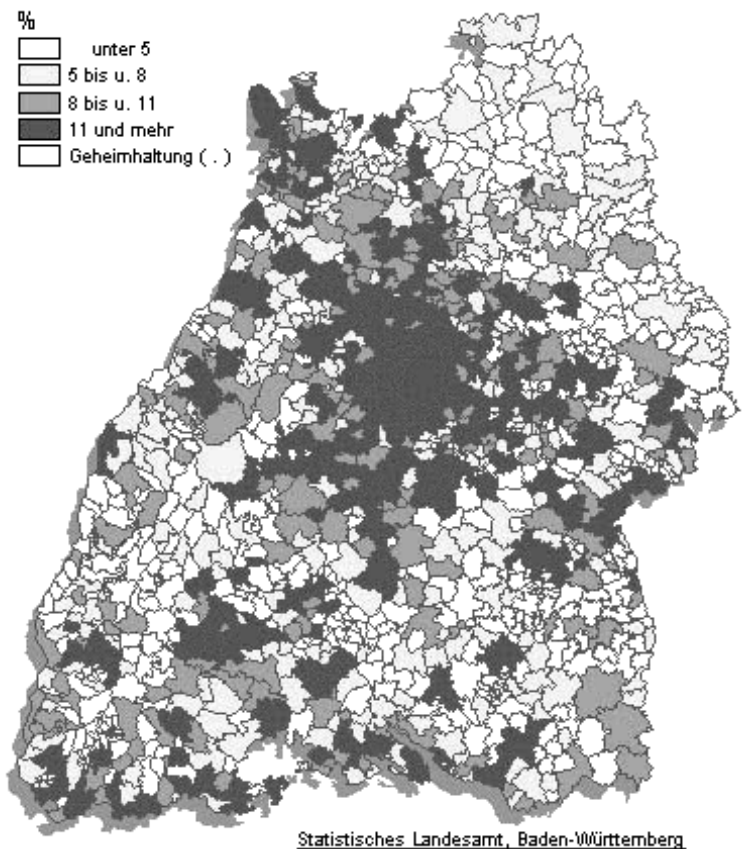 %
unter 5
5 bis u. 8
8 bis u. 11
11 und mehr
Geheimhaltung ( . )
Statistisches Landesamt, Baden-Württemberg